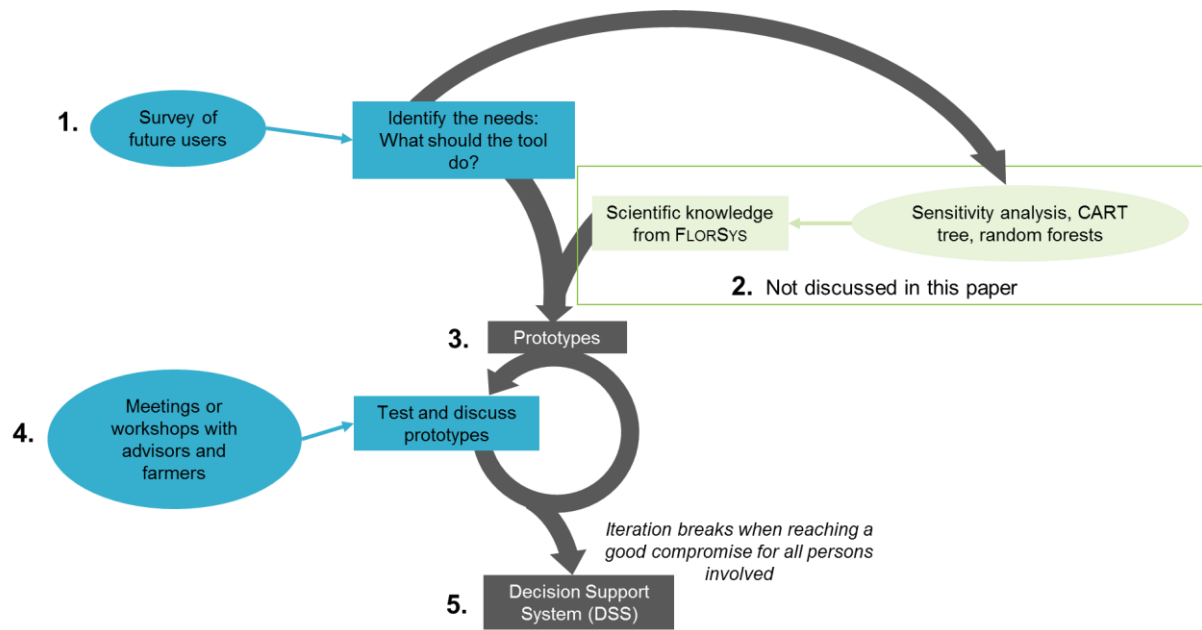 1.
Survey of
future users
Identify the needs:
What should the tool
do?
Scientific knowledge
from FLORSYS
Sensitivity analysis, CART
tree, random forests
2. Not discussed in this paper
3.
Prototypes
4.
Meetings or
workshops with
advisors and
farmers
Test and discuss
prototypes
Iteration breaks when reaching a
good compromise for all persons
involved
5.
Decision Support
System (DSS)